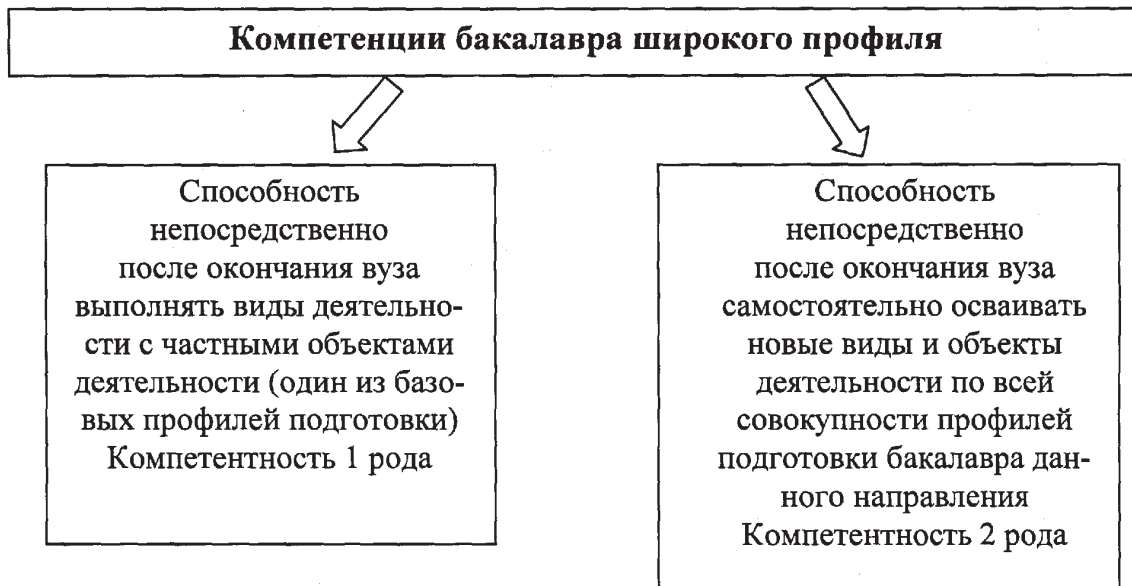 Компетенции бакалавра широкого профиля
Способность
непосредственно
после окончания вуза
выполнять виды деятельно-
сти с частными объектами
деятельности (один из базо-
вых профилей подготовки)
Компетентность 1 рода
Способность
непосредственно
после окончания вуза
самостоятельно осваивать
новые виды и объекты
деятельности по всей
совокупности профилей
подготовки бакалавра дан-
ного направления
Компетентность 2 рода